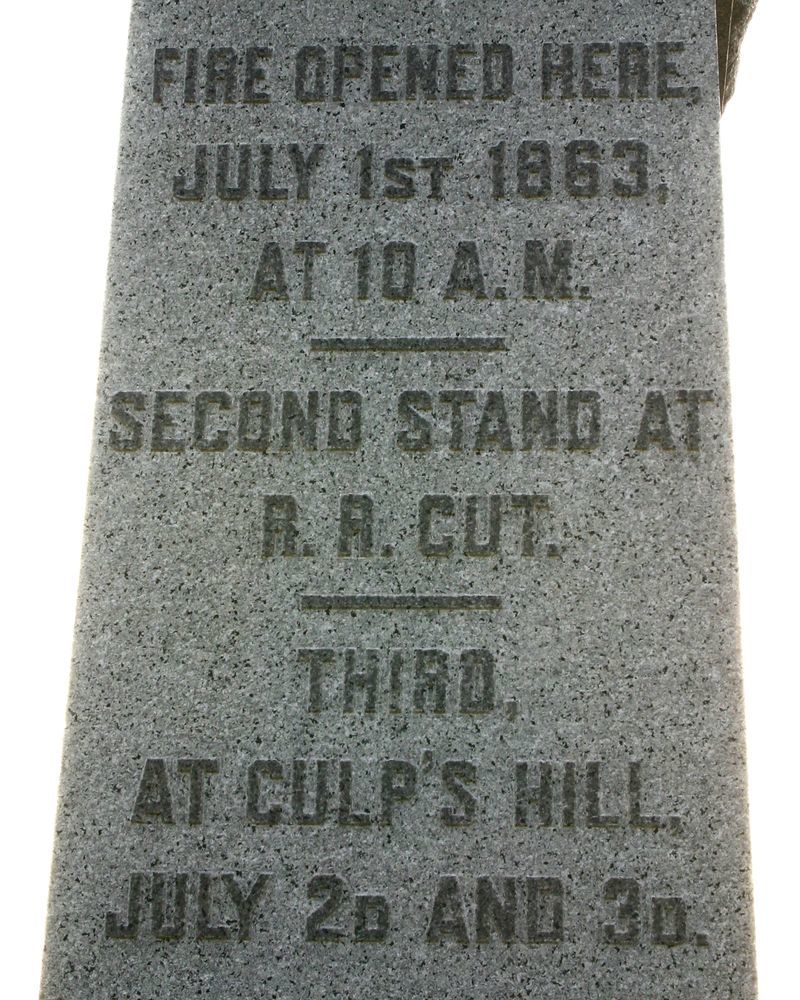 FIRE OPENED HERE,
JULY 1ST 1863,
AT 10 A.M.
SECOND STAND AT
R. R. CUT.
THIRD,
AT CULP'S HILL,
JULY 2D AND 3D.